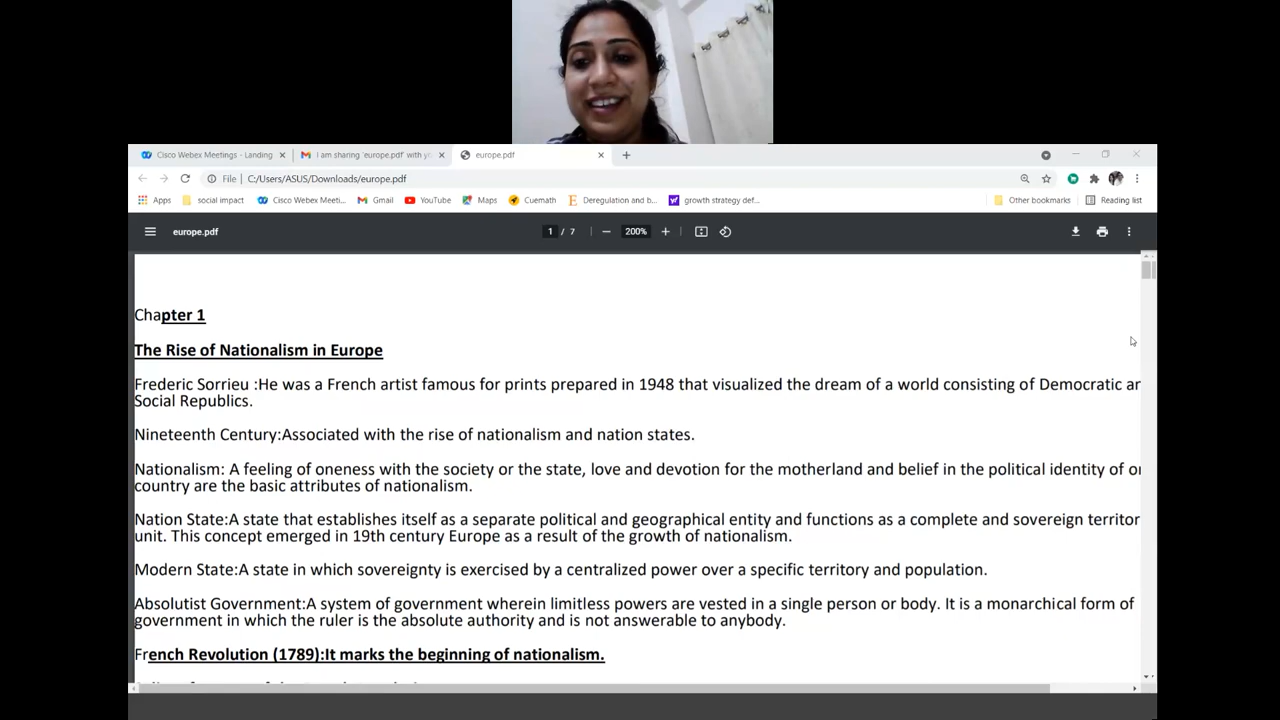 Cisco Webex Meetings - Landing
I am sharing 'europe.pdf' with y
europe.pdf
File | C:/Users/ASUS/Downloads/europe.pdf
Apps social impact Cisco Webex Meeti... Gmail YouTube Maps Cuemath Deregulation and b... growth strategy def... Other bookmarks Reading list
europe.pdf 1 / 7 200%
Chapter 1
The Rise of Nationalism in Europe
Frederic Sorrieu :He was a French artist famous for prints prepared in 1948 that visualized the dream of a world consisting of Democratic
Social Republics.
Nineteenth Century:Associated with the rise of nationalism and nation states.
Nationalism: A feeling of oneness with the society or the state, love and devotion for the motherland and belief in the political identity of
country are the basic attributes of nationalism.
Nation State:A state that establishes itself as a separate political and geographical entity and functions as a complete and sovereign territor
unit. This concept emerged in 19th century Europe as a result of the growth of nationalism.
Modern State:A state in which sovereignty is exercised by a centralized power over a specific territory and population.
Absolutist Government:A system of government wherein limitless powers are vested in a single person or body. It is a monarchical form of
government in which the ruler is the absolute authority and is not answerable to anybody.
French Revolution (1789):It marks the beginning of nationalism.